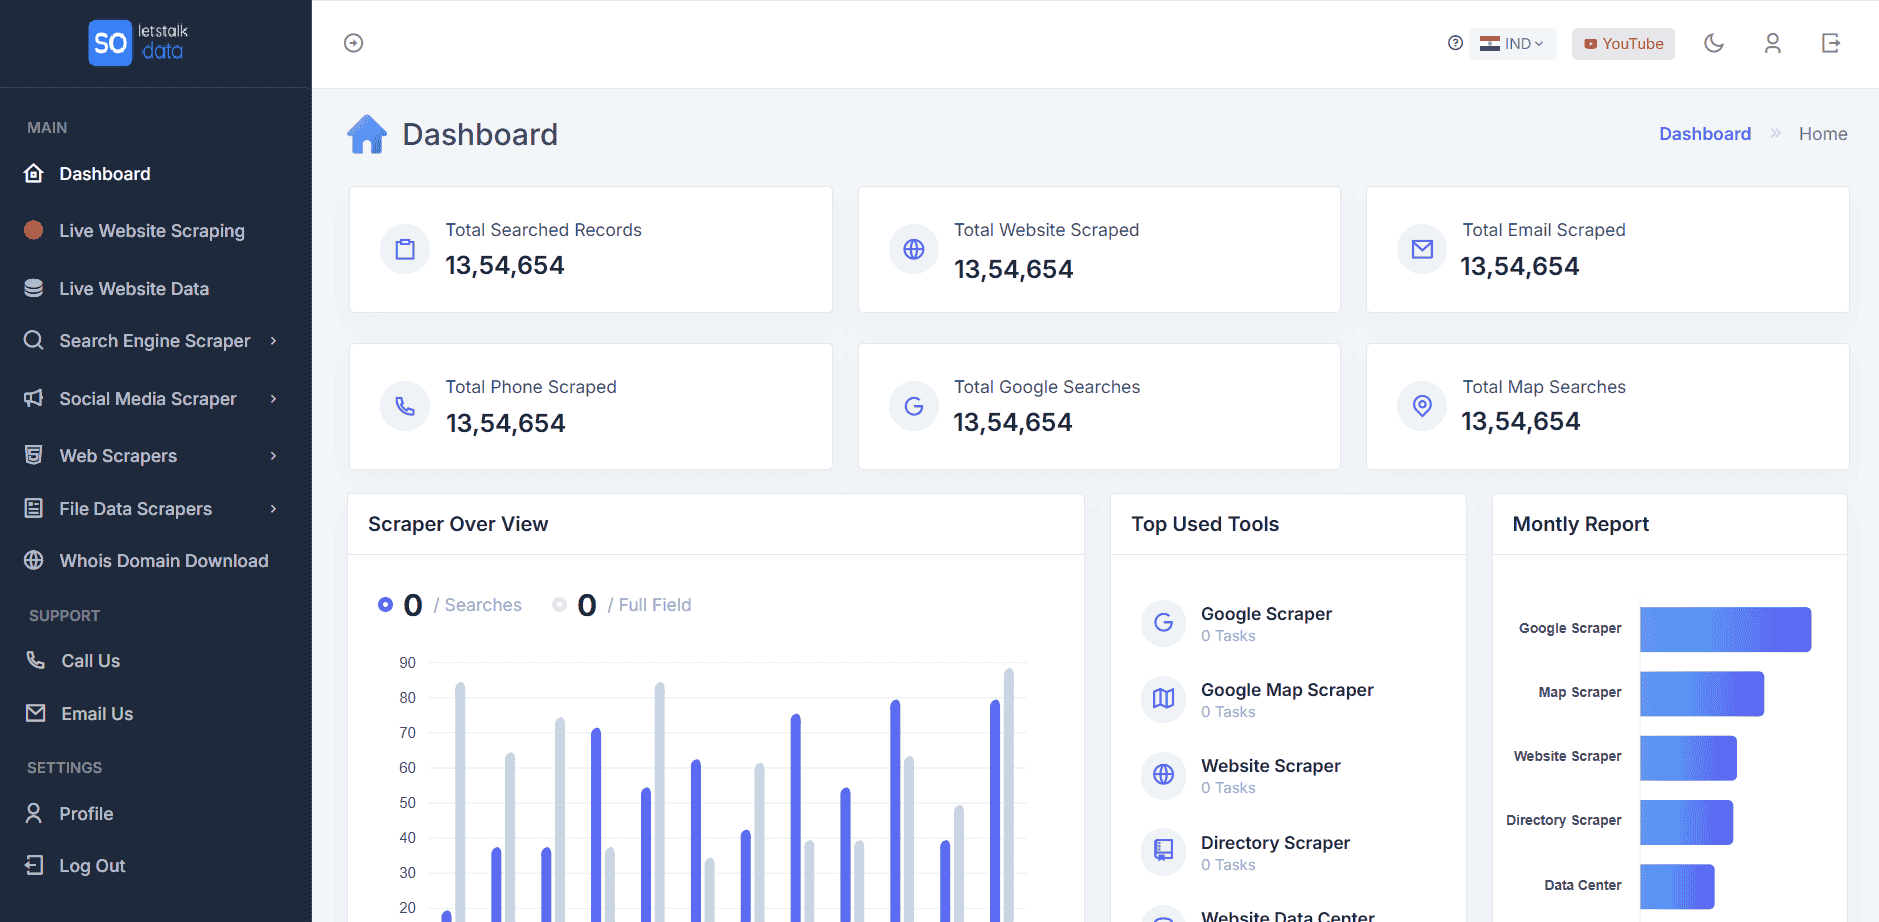 SO letstalk data
IND
YouTube
MAIN
Dashboard
Live Website Scraping
Live Website Data
Search Engine Scraper
Social Media Scraper
Web Scrapers
File Data Scrapers
Whois Domain Download
SUPPORT
Call Us
Email Us
SETTINGS
Profile
Log Out
Dashboard
Dashboard » Home
Total Searched Records
13,54,654
Total Website Scraped
13,54,654
Total Email Scraped
13,54,654
Total Phone Scraped
13,54,654
Total Google Searches
13,54,654
Total Map Searches
13,54,654
Scraper Over View
0 / Searches
0 / Full Field
90
80
70
60
50
40
30
20
Top Used Tools
Google Scraper
0 Tasks
Google Map Scraper
0 Tasks
Website Scraper
0 Tasks
Directory Scraper
0 Tasks
Website Data Center
Montly Report
Google Scraper
Map Scraper
Website Scraper
Directory Scraper
Data Center